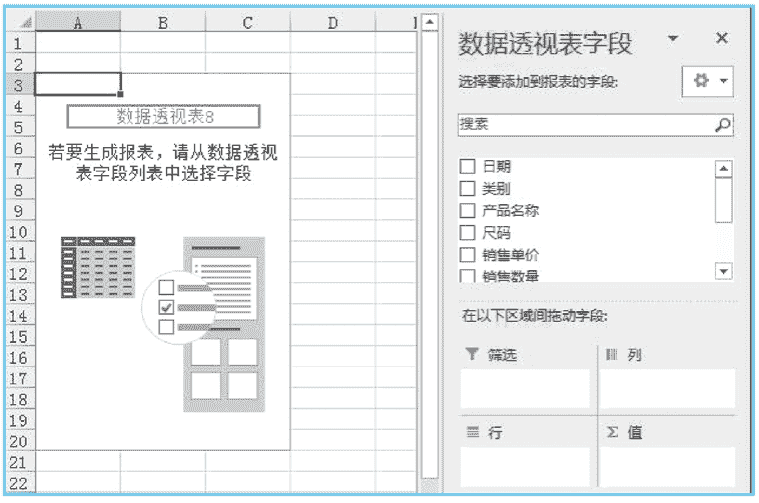 A B C D
1
2
3
4
5
6
7
8
9
10
11
12
13
14
15
16
17
18
19
20
21
22
数据透视表8
若要生成报表，请从数据透视
表字段列表中选择字段
数据透视表字段
选择要添加到报表的字段:
搜索
日期
类别
产品名称
尺码
销售单价
销售数量
在以下区域间拖动字段:
筛选
列
行
Σ 值